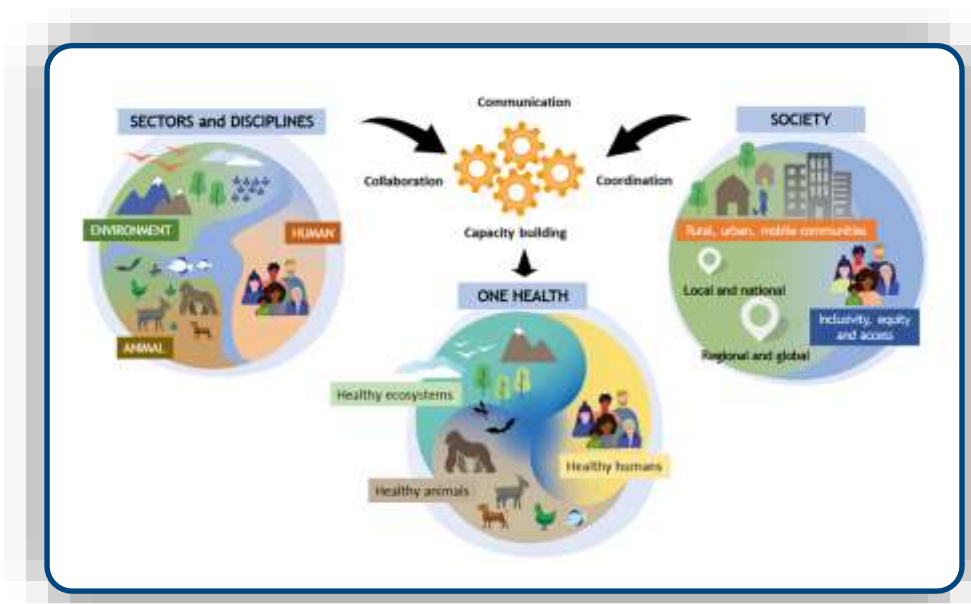 Communication
SECTORS and DISCIPLINES
SOCIETY
Collaboration
Coordination
ENVIRONMENT
HUMAN
Rural, urban, mobile communities
Capacity building
Local and national
ONE HEALTH
Inclusivity, equity
and access
ANIMAL
Regional and global
Healthy ecosystems
Healthy humans
Healthy animals